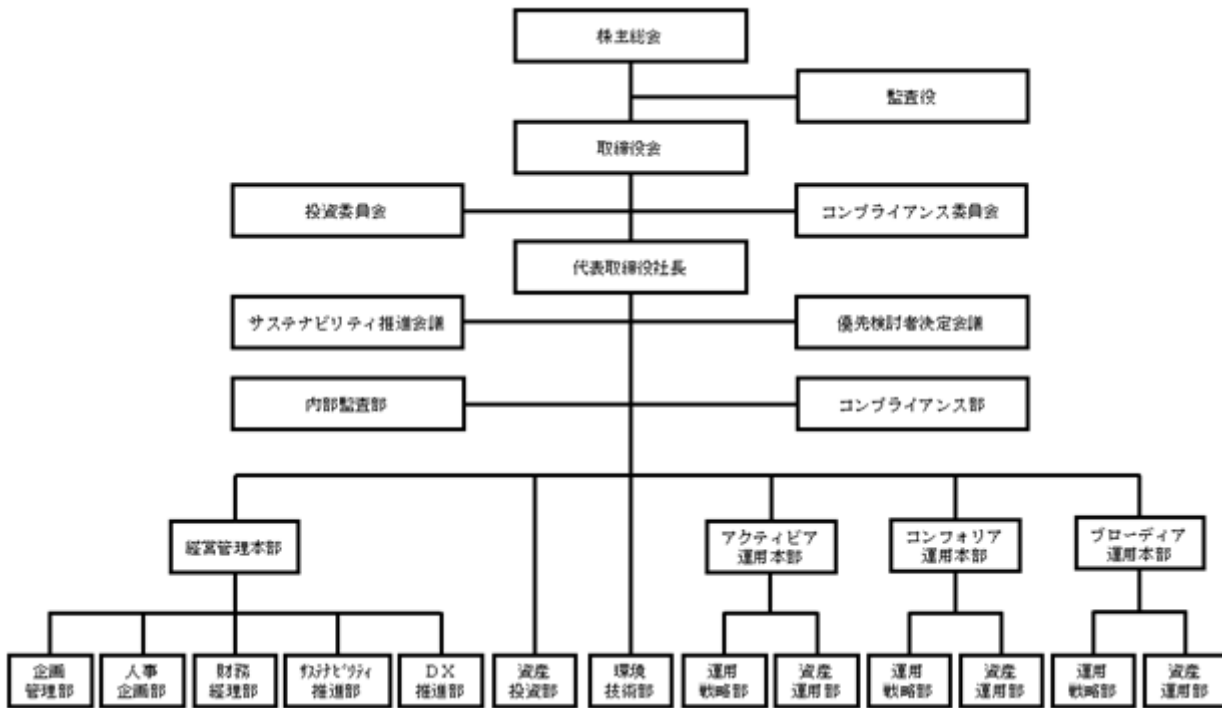 株主総会
監査役
取締役会
投資委員会
コンプライアンス委員会
代表取締役社長
サステナビリティ推進会議
優先検討者決定会議
内部監査部
コンプライアンス部
経営管理本部
アクティビア
運用本部
コンフォリア
運用本部
ブローディア
運用本部
企画
管理部
人事
企画部
財務
経理部
ｻｽﾃﾅﾋﾞﾘﾃｨ
推進部
ＤＸ
推進部
資産
投資部
環境
技術部
運用
戦略部
資産
運用部
運用
戦略部
資産
運用部
運用
戦略部
資産
運用部